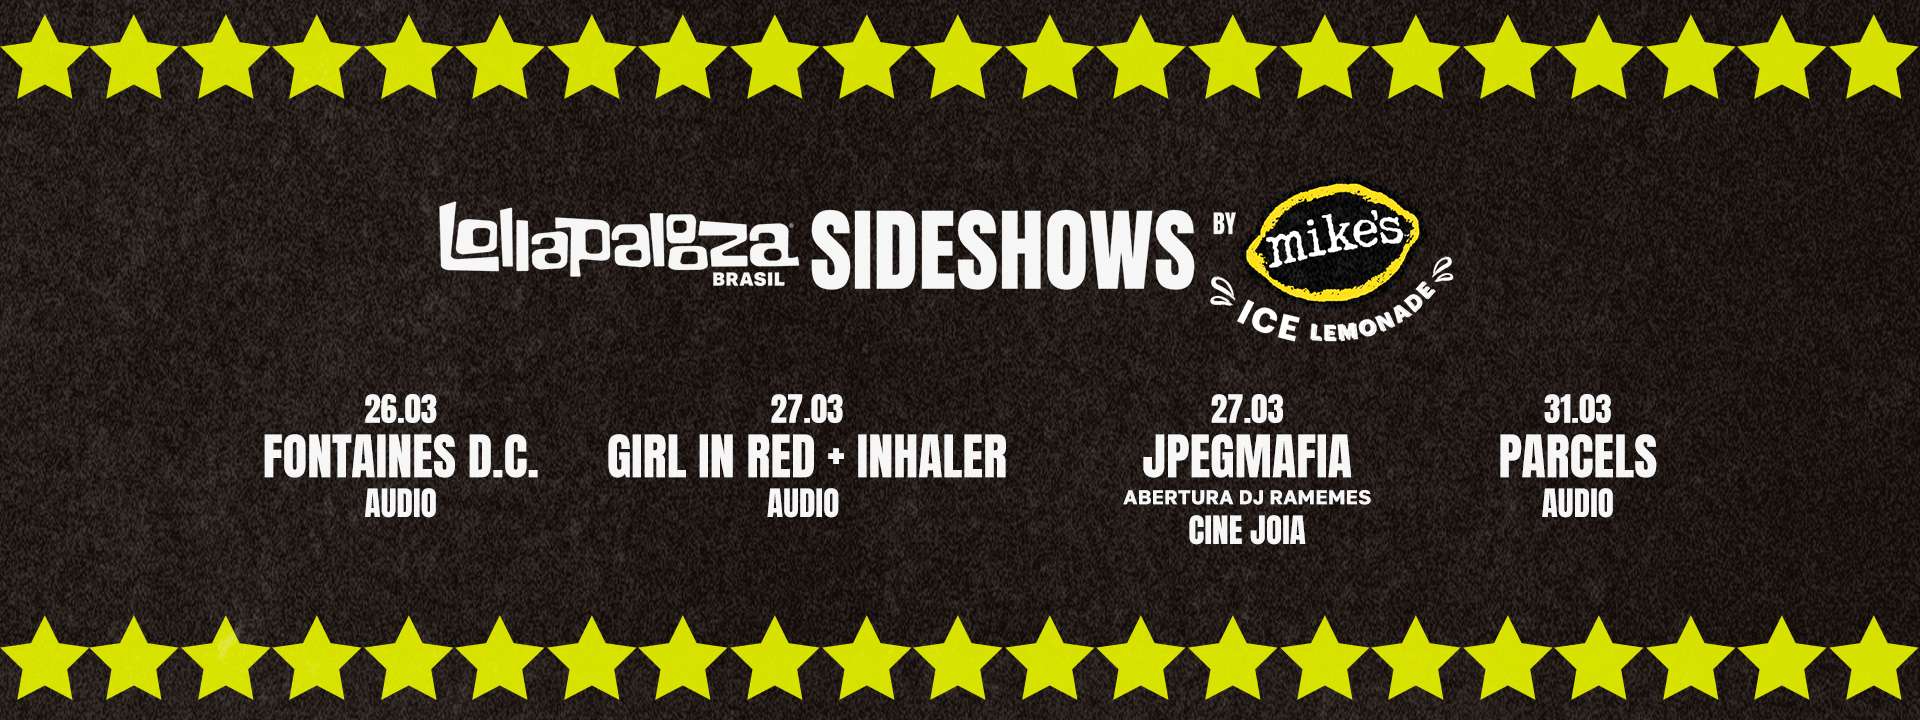 Lollapalooza BRASIL SIDESHOWS BY mike's
ICE LEMONADE
26.03
FONTAINES D.C.
AUDIO
27.03
GIRL IN RED + INHALER
AUDIO
27.03
JPEGMAFIA
ABERTURA DJ RAMEMES
CINE JOIA
31.03
PARCELS
AUDIO